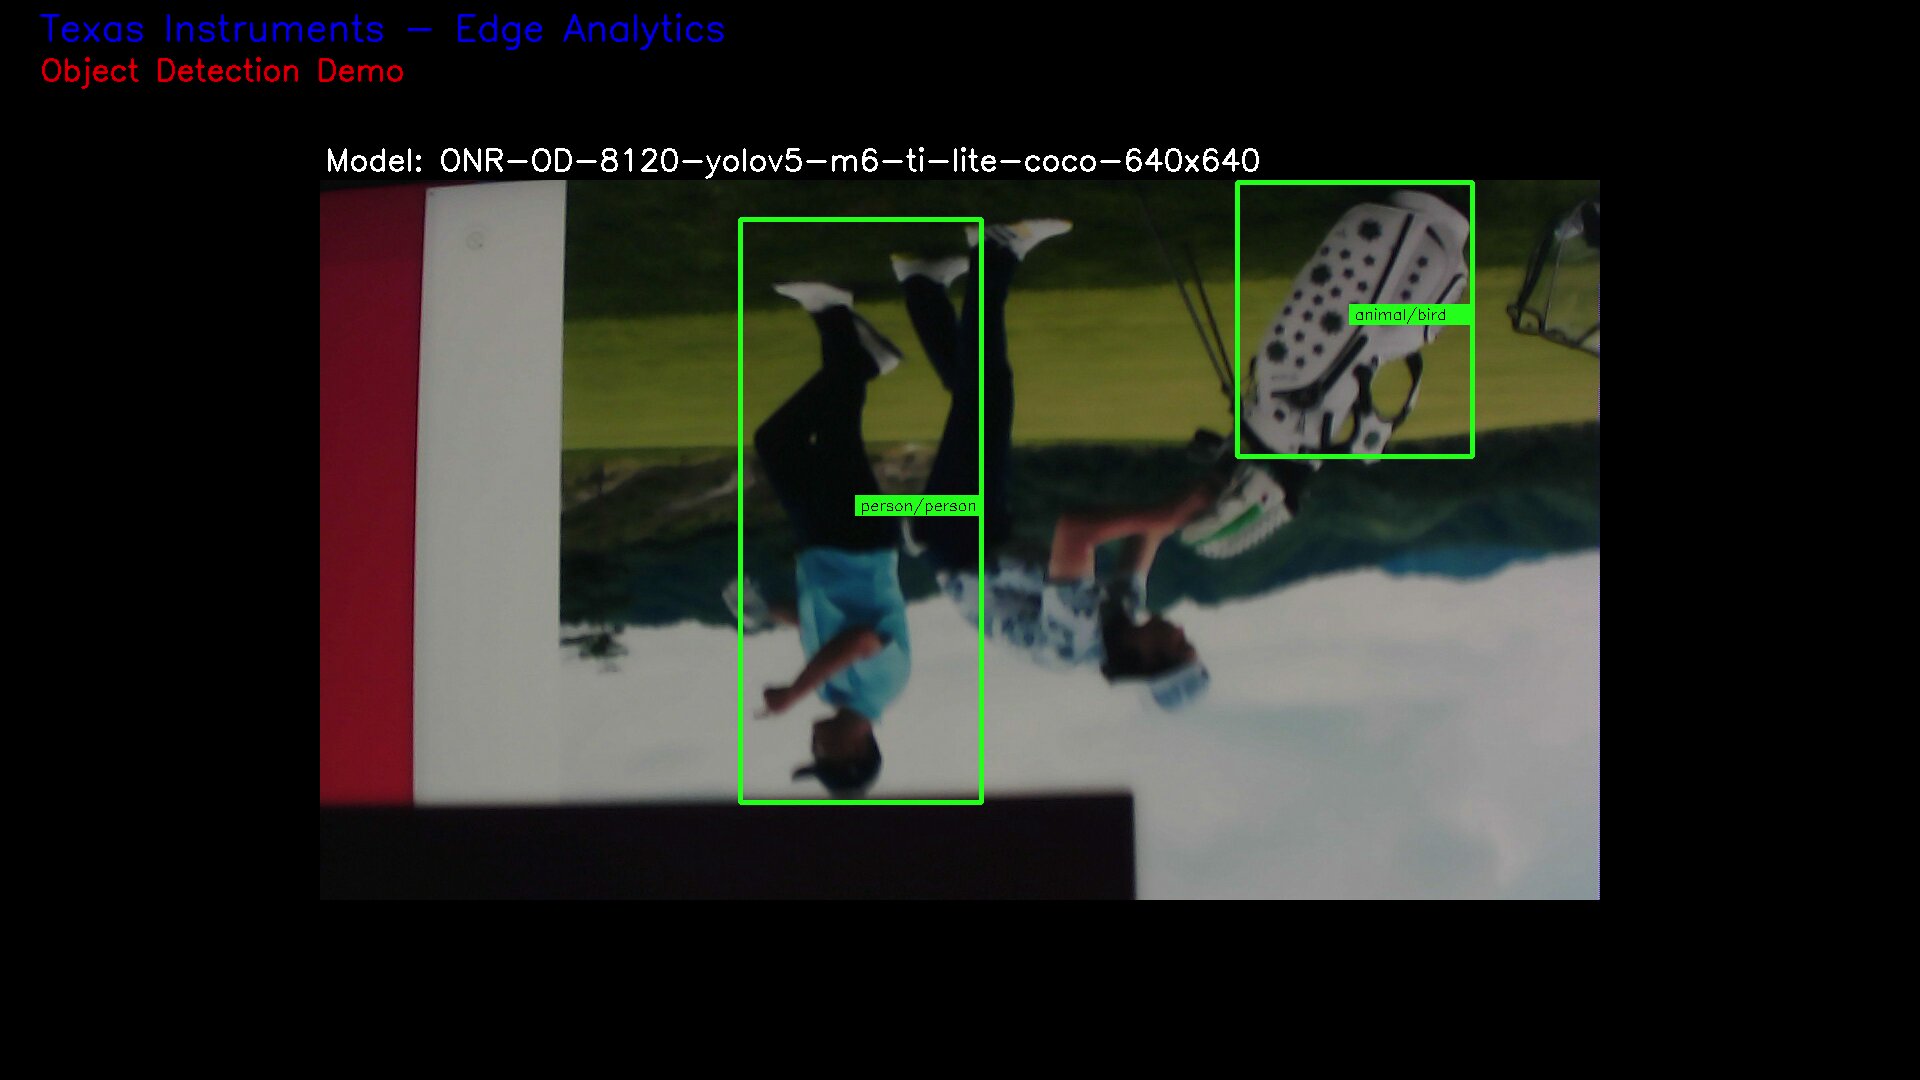 Texas Instruments - Edge Analytics
Object Detection Demo
Model: ONR-OD-8120-yolov5-m6-ti-lite-coco-640x640
animal/bird
person/person